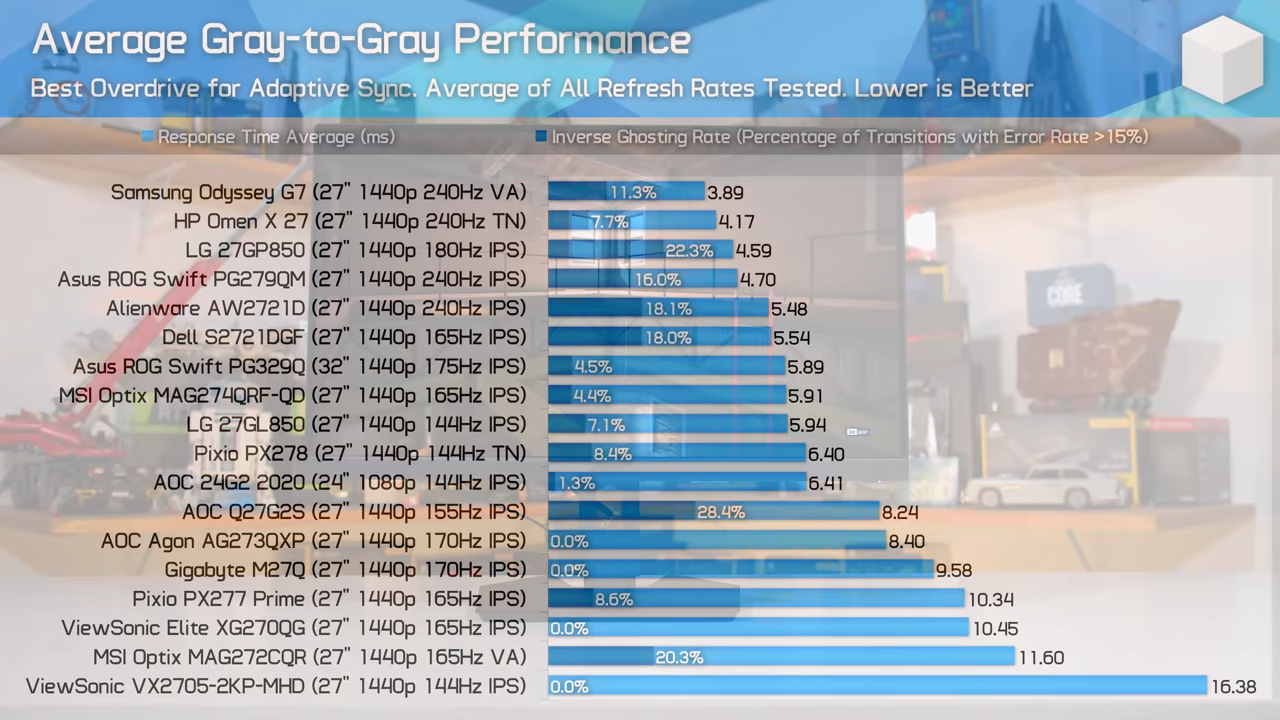 Average Gray-to-Gray Performance
Best Overdrive for Adaptive Sync. Average of All Refresh Rates Tested. Lower is Better
Response Time Average (ms) Inverse Ghosting Rate (Percentage of Transitions with Error Rate >15%)
Samsung Odyssey G7 (27" 1440p 240Hz VA) 11.3% 3.89
HP Omen X 27 (27" 1440p 240Hz TN) 7.7% 4.17
LG 27GP850 (27" 1440p 180Hz IPS) 22.3% 4.59
Asus ROG Swift PG279QM (27" 1440p 240Hz IPS) 16.0% 4.70
Alienware AW2721D (27" 1440p 240Hz IPS) 18.1% 5.48
Dell S2721DGF (27" 1440p 165Hz IPS) 18.0% 5.54
Asus ROG Swift PG329Q (32" 1440p 175Hz IPS) 4.5% 5.89
MSI Optix MAG274QRF-QD (27" 1440p 165Hz IPS) 4.4% 5.91
LG 27GL850 (27" 1440p 144Hz IPS) 7.1% 5.94
Pixio PX278 (27" 1440p 144Hz TN) 8.4% 6.40
AOC 24G2 2020 (24" 1080p 144Hz IPS) 1.3% 6.41
AOC Q27G2S (27" 1440p 155Hz IPS) 28.4% 8.24
AOC Agon AG273QXP (27" 1440p 170Hz IPS) 0.0% 8.40
Gigabyte M27Q (27" 1440p 170Hz IPS) 0.0% 9.58
Pixio PX277 Prime (27" 1440p 165Hz IPS) 8.6% 10.34
ViewSonic Elite XG270QG (27" 1440p 165Hz IPS) 0.0% 10.45
MSI Optix MAG272CQR (27" 1440p 165Hz VA) 20.3% 11.60
ViewSonic VX2705-2KP-MHD (27" 1440p 144Hz IPS) 0.0% 16.38
CORE